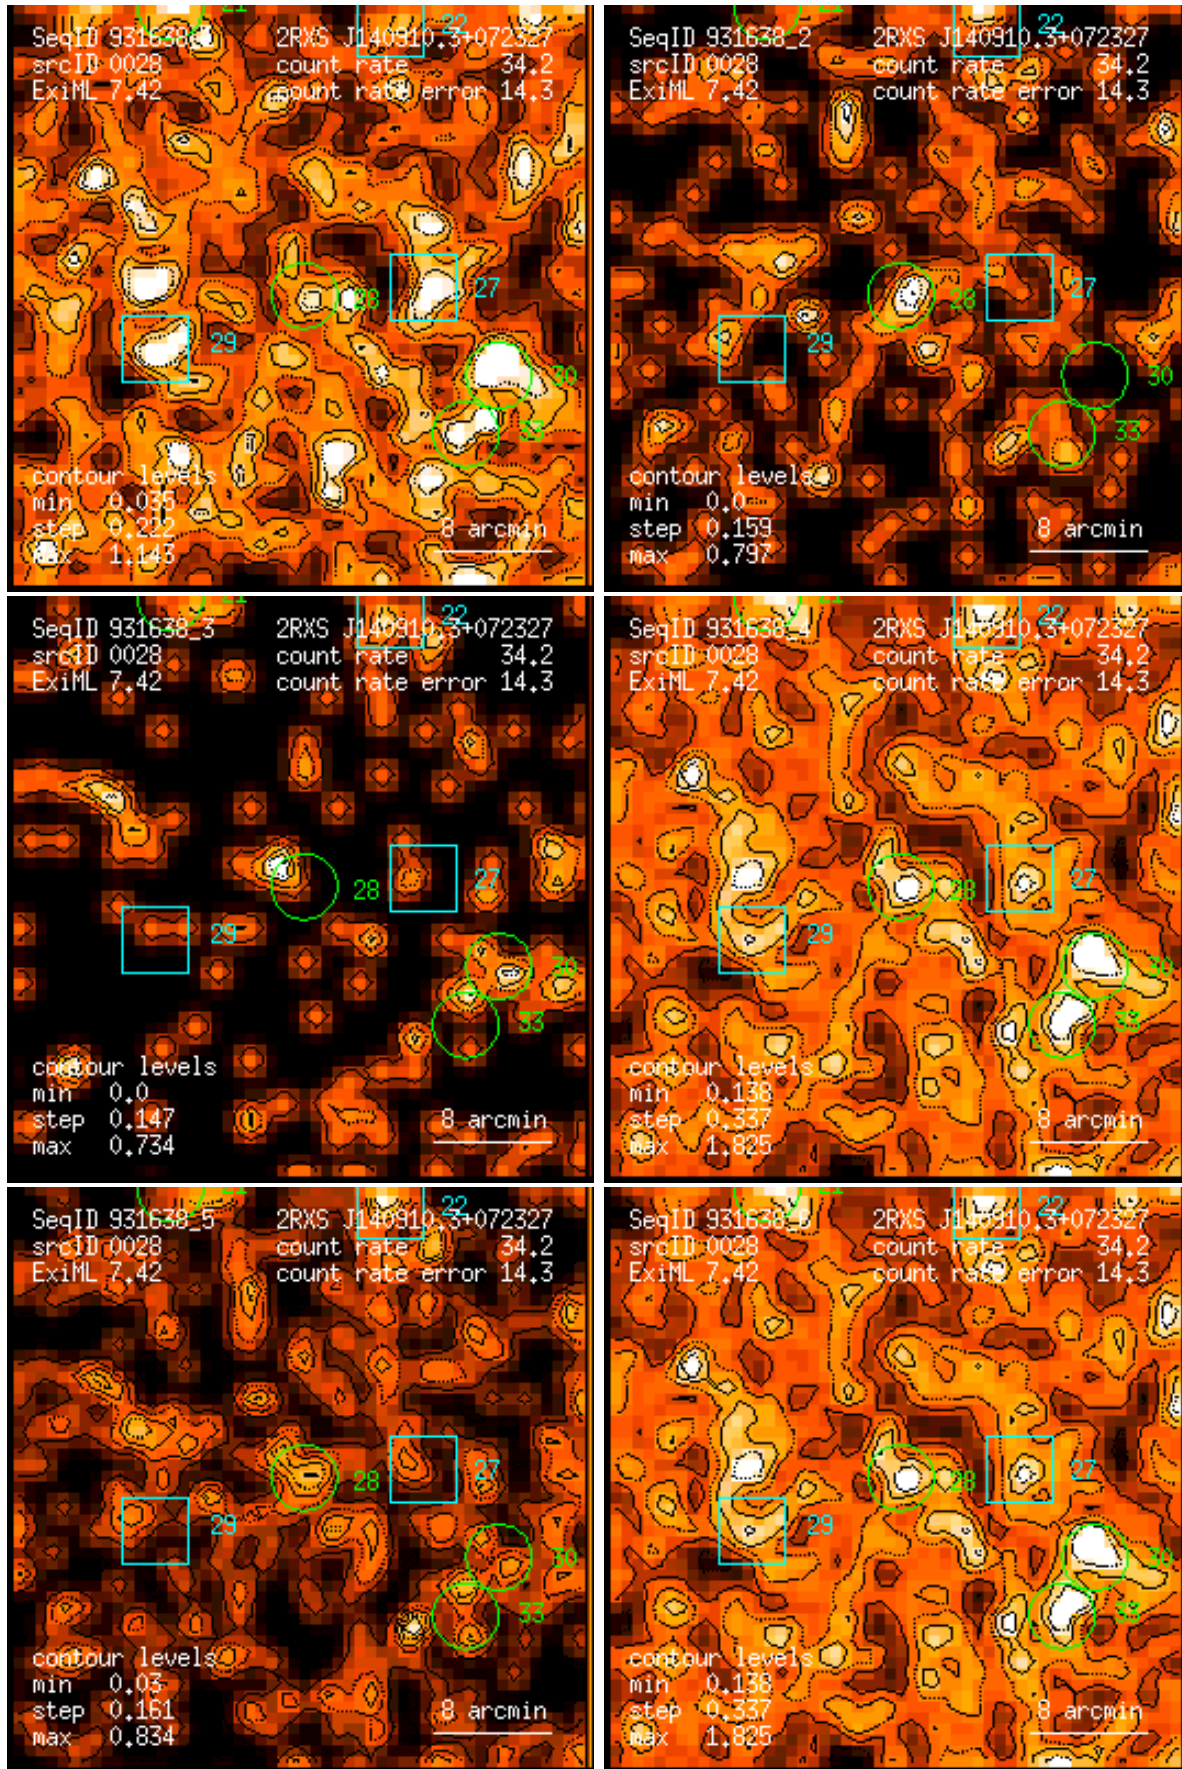 21 22
SeqID 931638_1 2RXS J140910.3+072327
srcID 0028 count rate 34.2
ExiML 7.42 count rate error 14.3
28 27
29
30
33
contour levels
min 0.035
step 0.222 8 arcmin
max 1.143
21 22
SeqID 931638_2 2RXS J140910.3+072327
srcID 0028 count rate 34.2
ExiML 7.42 count rate error 14.3
28 27
29
30
33
contour levels
min 0.0
step 0.159 8 arcmin
max 0.797
21 22
SeqID 931638_3 2RXS J140910.3+072327
srcID 0028 count rate 34.2
ExiML 7.42 count rate error 14.3
28 27
29
30
33
contour levels
min 0.0
step 0.147 8 arcmin
max 0.734
21 22
SeqID 931638_4 2RXS J140910.3+072327
srcID 0028 count rate 34.2
ExiML 7.42 count rate error 14.3
28 27
29
30
33
contour levels
min 0.138
step 0.337 8 arcmin
max 1.825
21 22
SeqID 931638_5 2RXS J140910.3+072327
srcID 0028 count rate 34.2
ExiML 7.42 count rate error 14.3
28 27
29
30
33
contour levels
min 0.03
step 0.161 8 arcmin
max 0.834
21 22
SeqID 931638_6 2RXS J140910.3+072327
srcID 0028 count rate 34.2
ExiML 7.42 count rate error 14.3
28 27
29
30
33
contour levels
min 0.138
step 0.337 8 arcmin
max 1.825